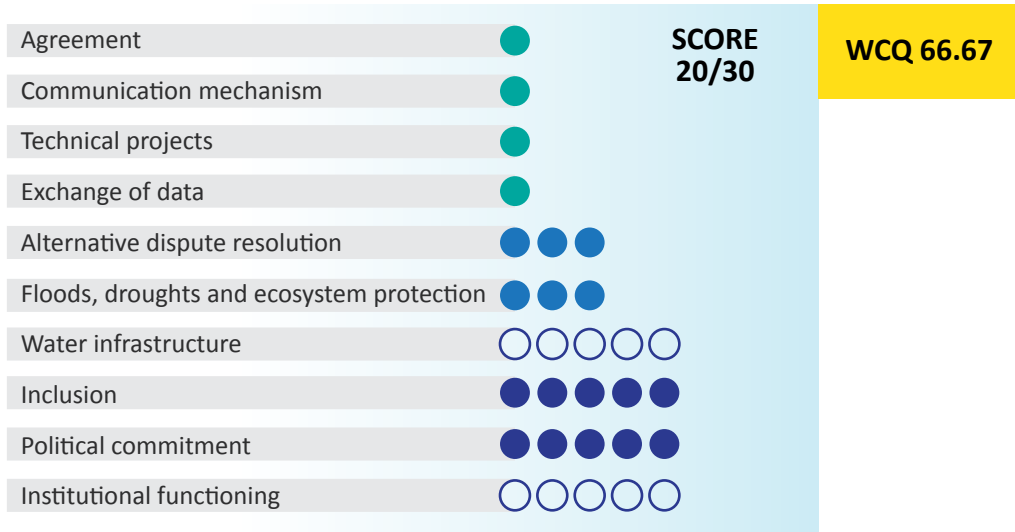 Agreement
Communication mechanism
Technical projects
Exchange of data
Alternative dispute resolution
Floods, droughts and ecosystem protection
Water infrastructure
Inclusion
Political commitment
Institutional functioning
SCORE
20/30
WCQ 66.67